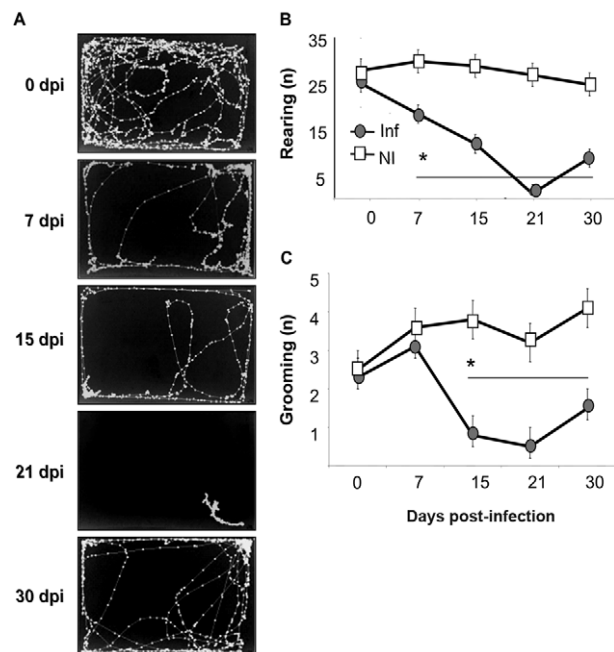 A
0 dpi
7 dpi
15 dpi
21 dpi
30 dpi
B
Rearing (n)
35
25
15
5
Inf
NI
*
0 7 15 21 30
C
Grooming (n)
5
4
3
2
1
*
0 7 15 21 30
Days post-infection